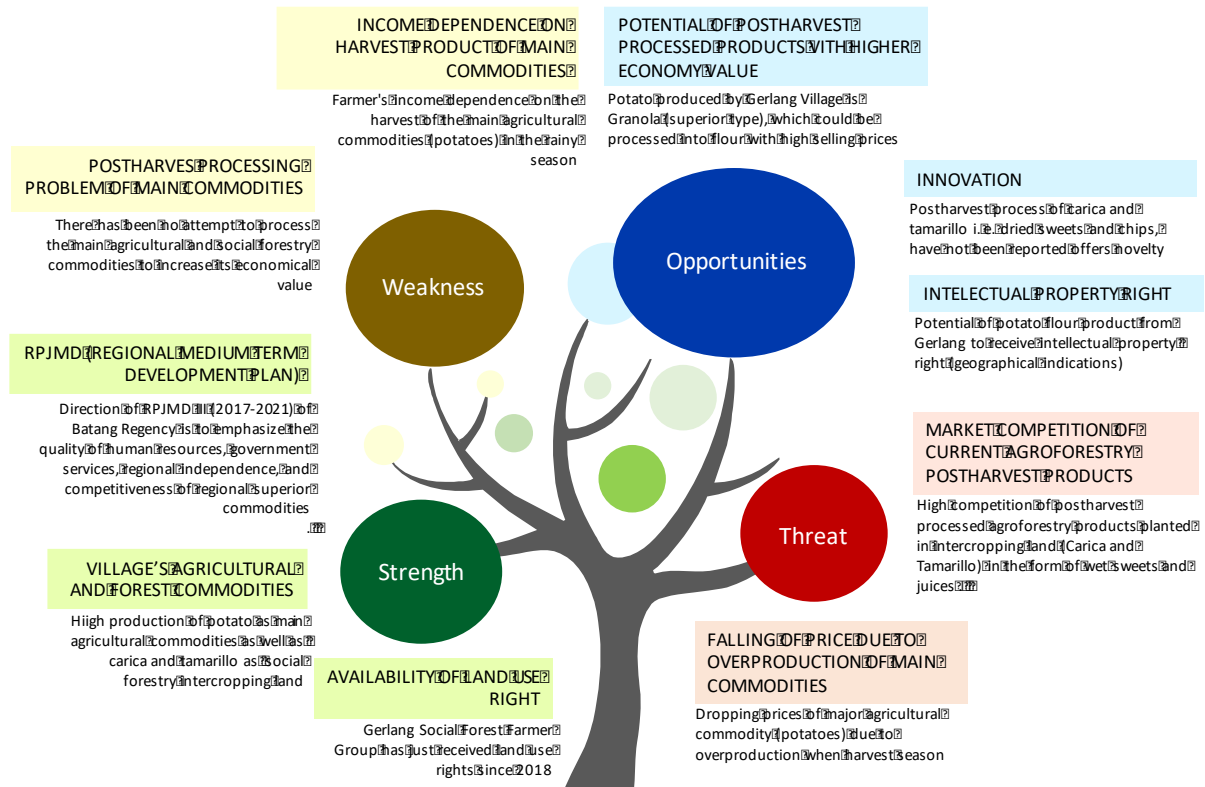 INCOME DEPENDENCE ON
HARVEST PRODUCT OF MAIN
COMMODITIES
Farmer's income dependence on the
harvest of the main agricultural
commodities (potatoes) in the rainy
season
POTENTIAL OF POSTHARVEST
PROCESSED PRODUCTS WITH HIGHER
ECONOMY VALUE
Potato produced by Gerlang Village is
Granola (superior type), which could be
processed into flour with high selling prices
POSTHARVES PROCESSING
PROBLEM OF MAIN COMMODITIES
There has been no attempt to process
the main agricultural and social forestry
commodities to increase its economical
value
INNOVATION
Postharvest process of carica and
tamarillo i.e. dried sweets and chips,
have not been reported offers novelty
Weakness
Opportunities
INTELECTUAL PROPERTY RIGHT
Potential of potato flour product from
Gerlang to receive intellectual property
right (geographical indications)
RPJMD (REGIONAL MEDIUM TERM
DEVELOPMENT PLAN)
Direction of RPJMD III (2017-2021) of
Batang Regency is to emphasize the
quality of human resources, government
services, regional independence, and
competitiveness of regional superior
commodities
.
MARKET COMPETITION OF
CURRENT AGROFORESTRY
POSTHARVEST PRODUCTS
High competition of postharvest
processed agroforestry products planted
in intercropping land (Carica and
Tamarillo) in the form of wet sweets and
juices
Strength
Threat
VILLAGE'S AGRICULTURAL
AND FOREST COMMODITIES
Hiigh production of potato as main
agricultural commodities as well as
carica and tamarillo as social
forestry intercropping land
AVAILABILITY OF LAND USE
RIGHT
Gerlang Social Forest Farmer
Group has just received land use
rights since 2018
FALLING OF PRICE DUE TO
OVERPRODUCTION OF MAIN
COMMODITIES
Dropping prices of major agricultural
commodity (potatoes) due to
overproduction when harvest season